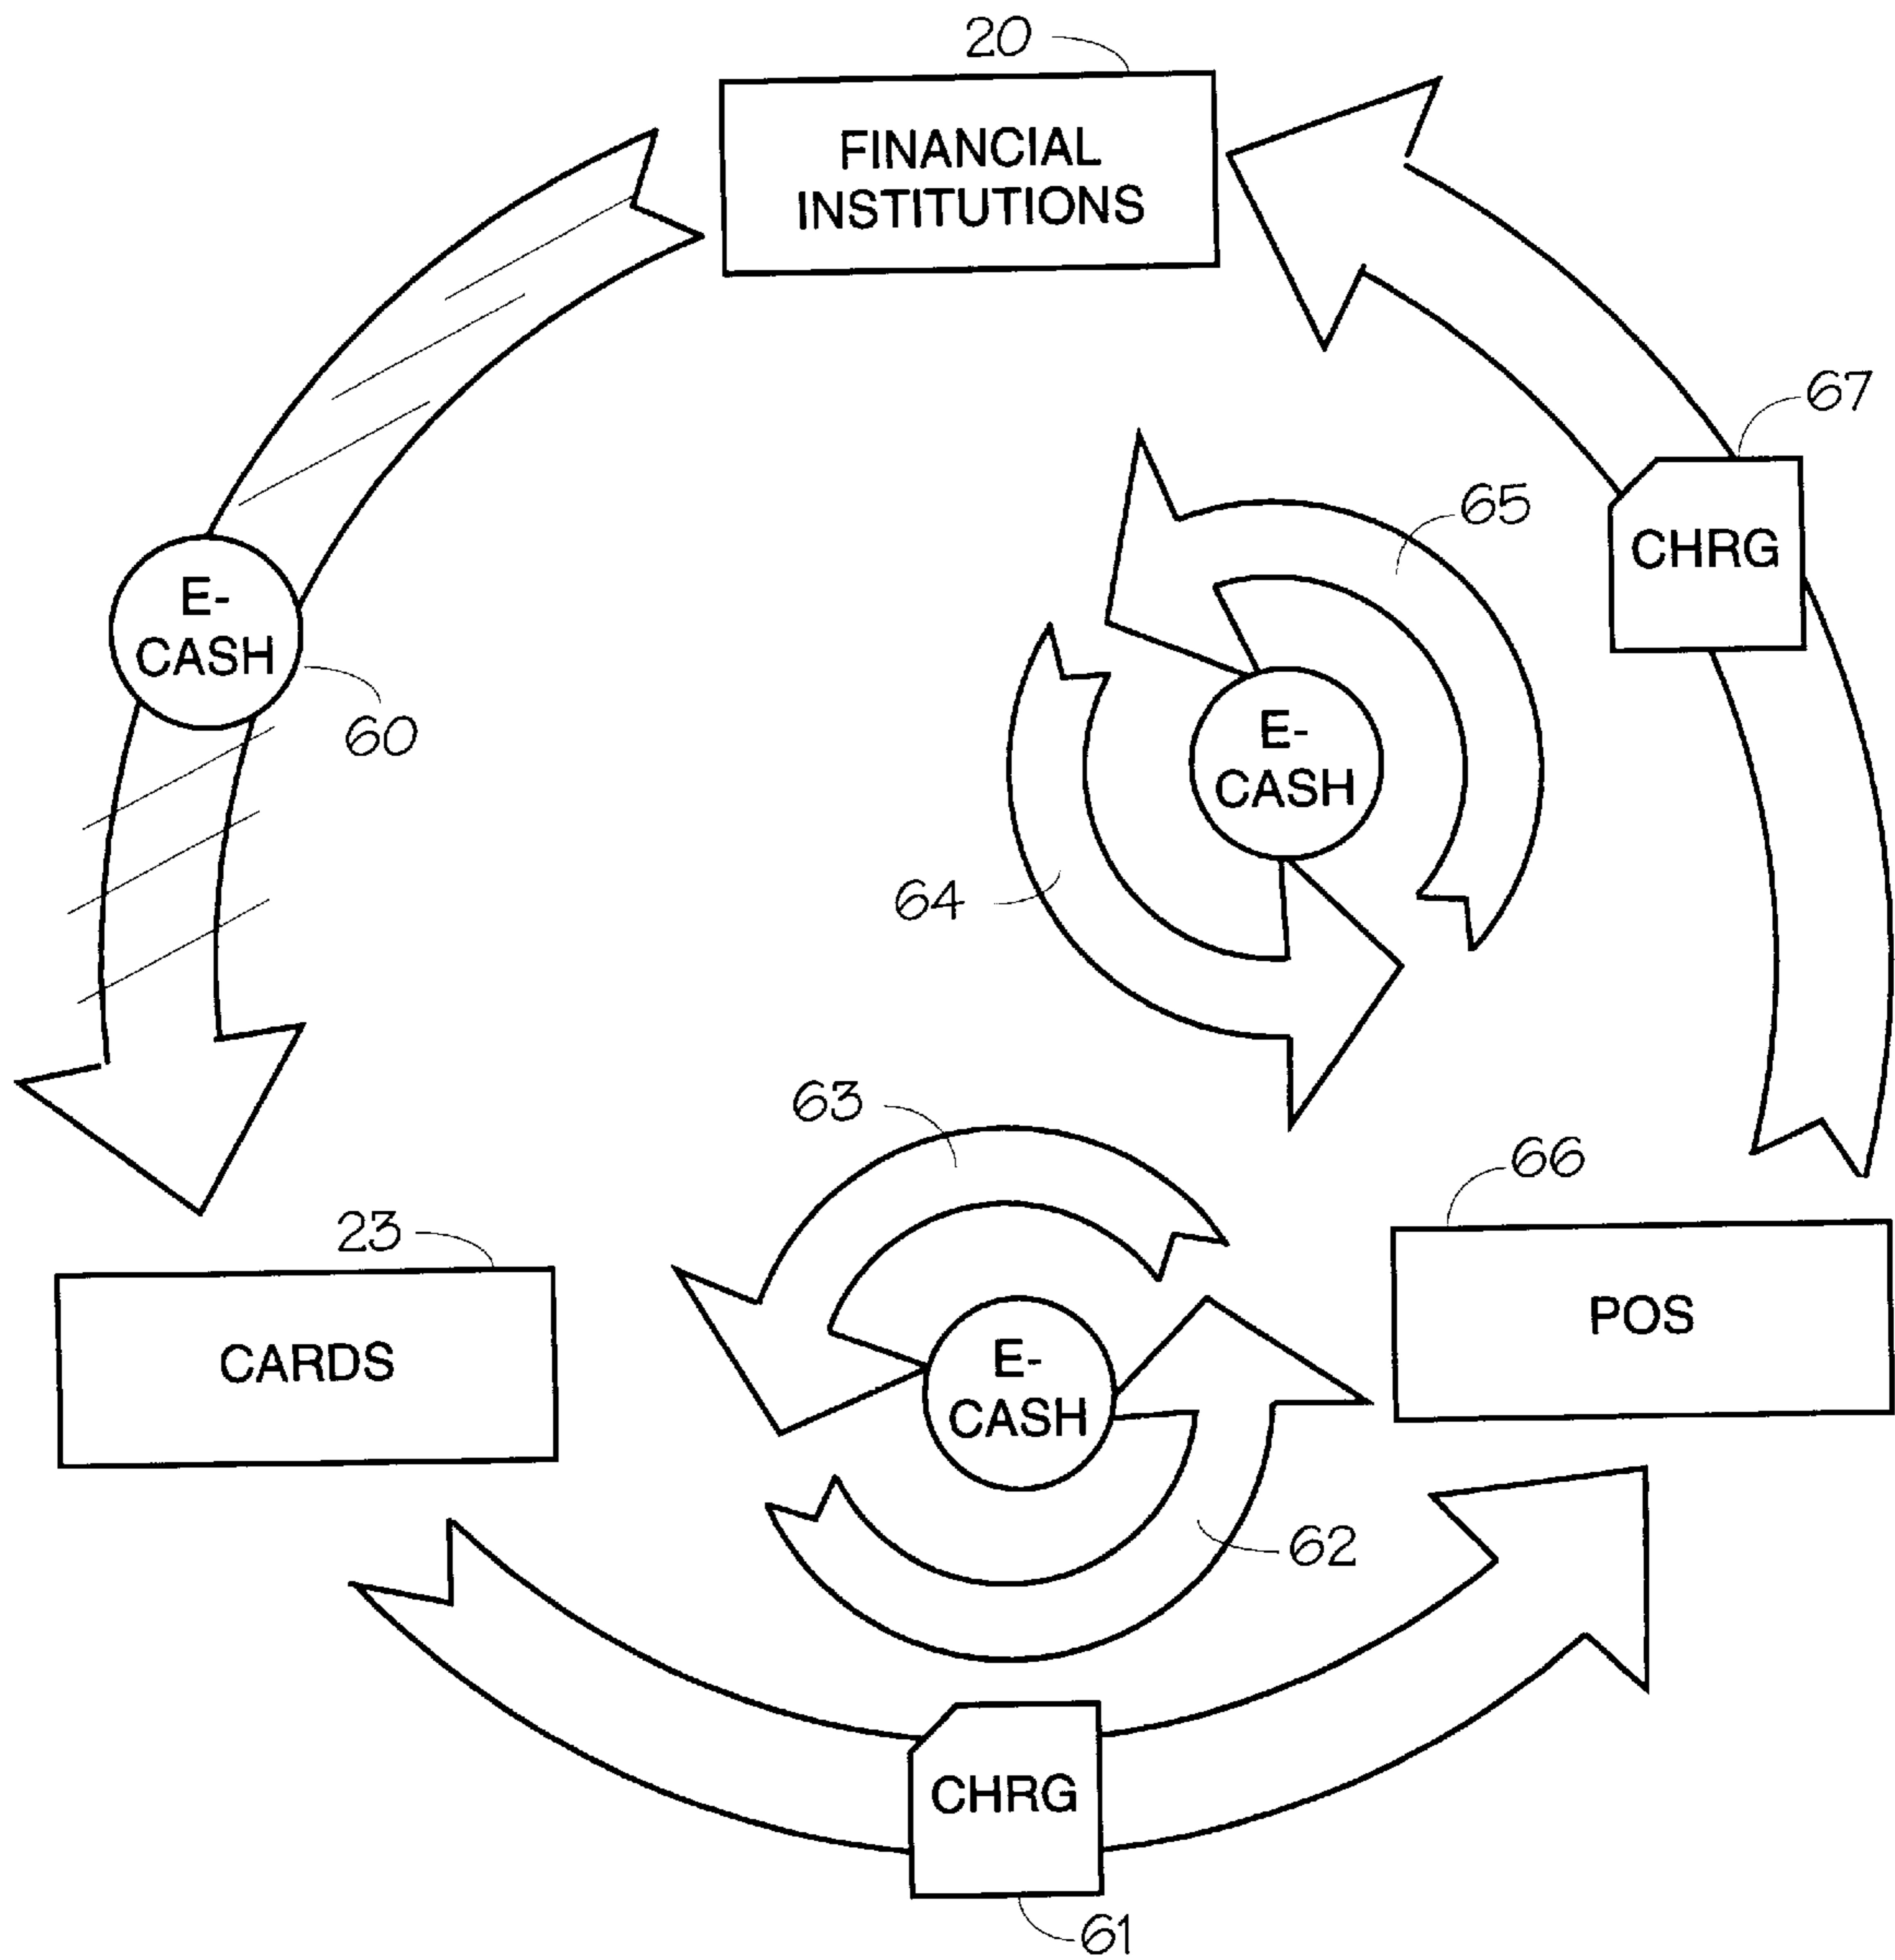 20
FINANCIAL
INSTITUTIONS
67
CHRG
65
E-
CASH
60
E-
CASH
64
63
66
23
POS
CARDS
E-
CASH
62
CHRG
61